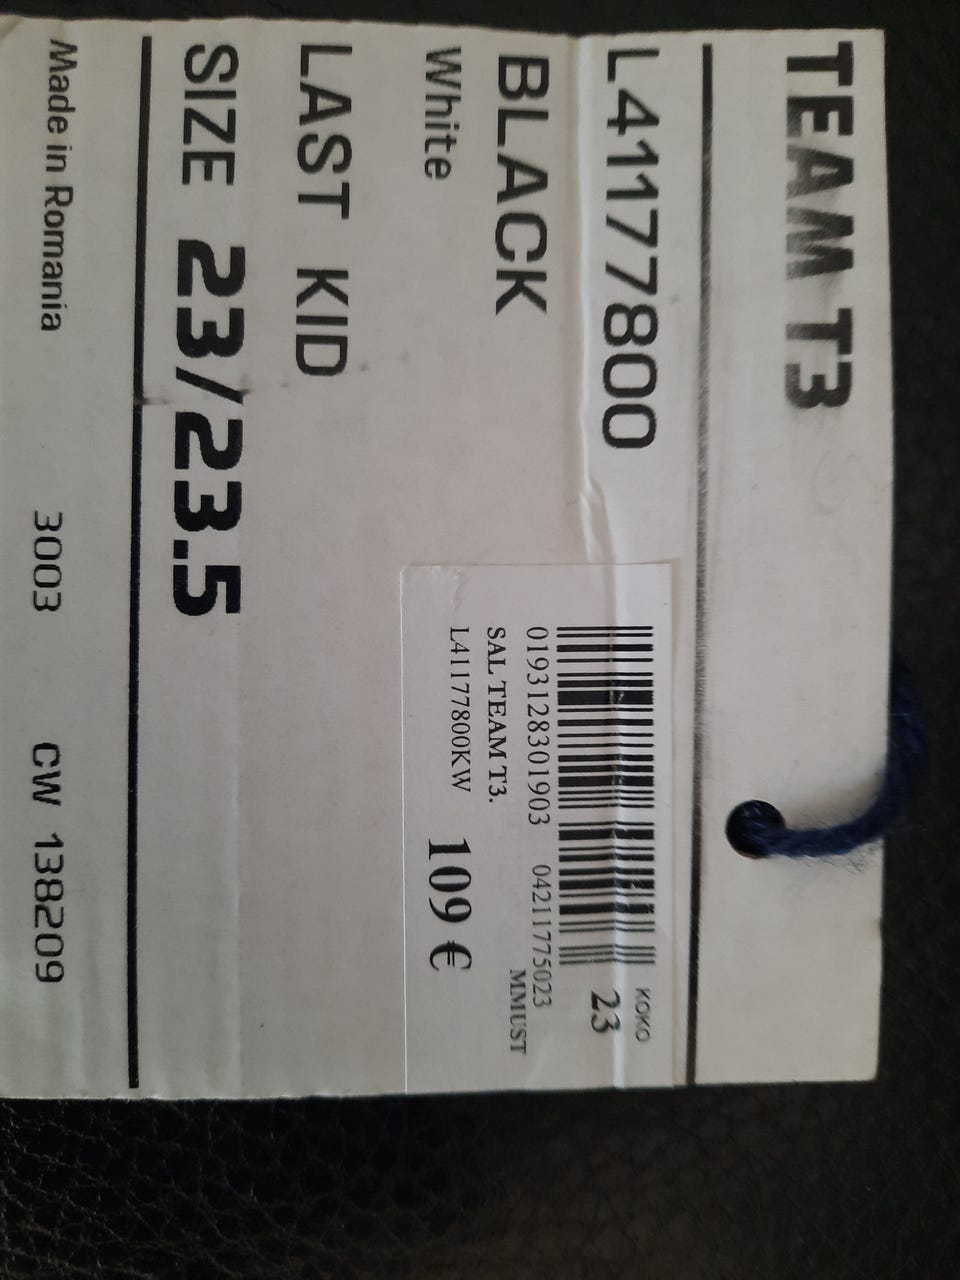 TEAM T3
L41177800
BLACK
White
LAST KID
SIZE 23/23.5
Made in Romania 3003 CW 138209
KOKO
23
0193128301903 04211775023
SAL TEAM T3. MMUST
L41177800KW 109 €